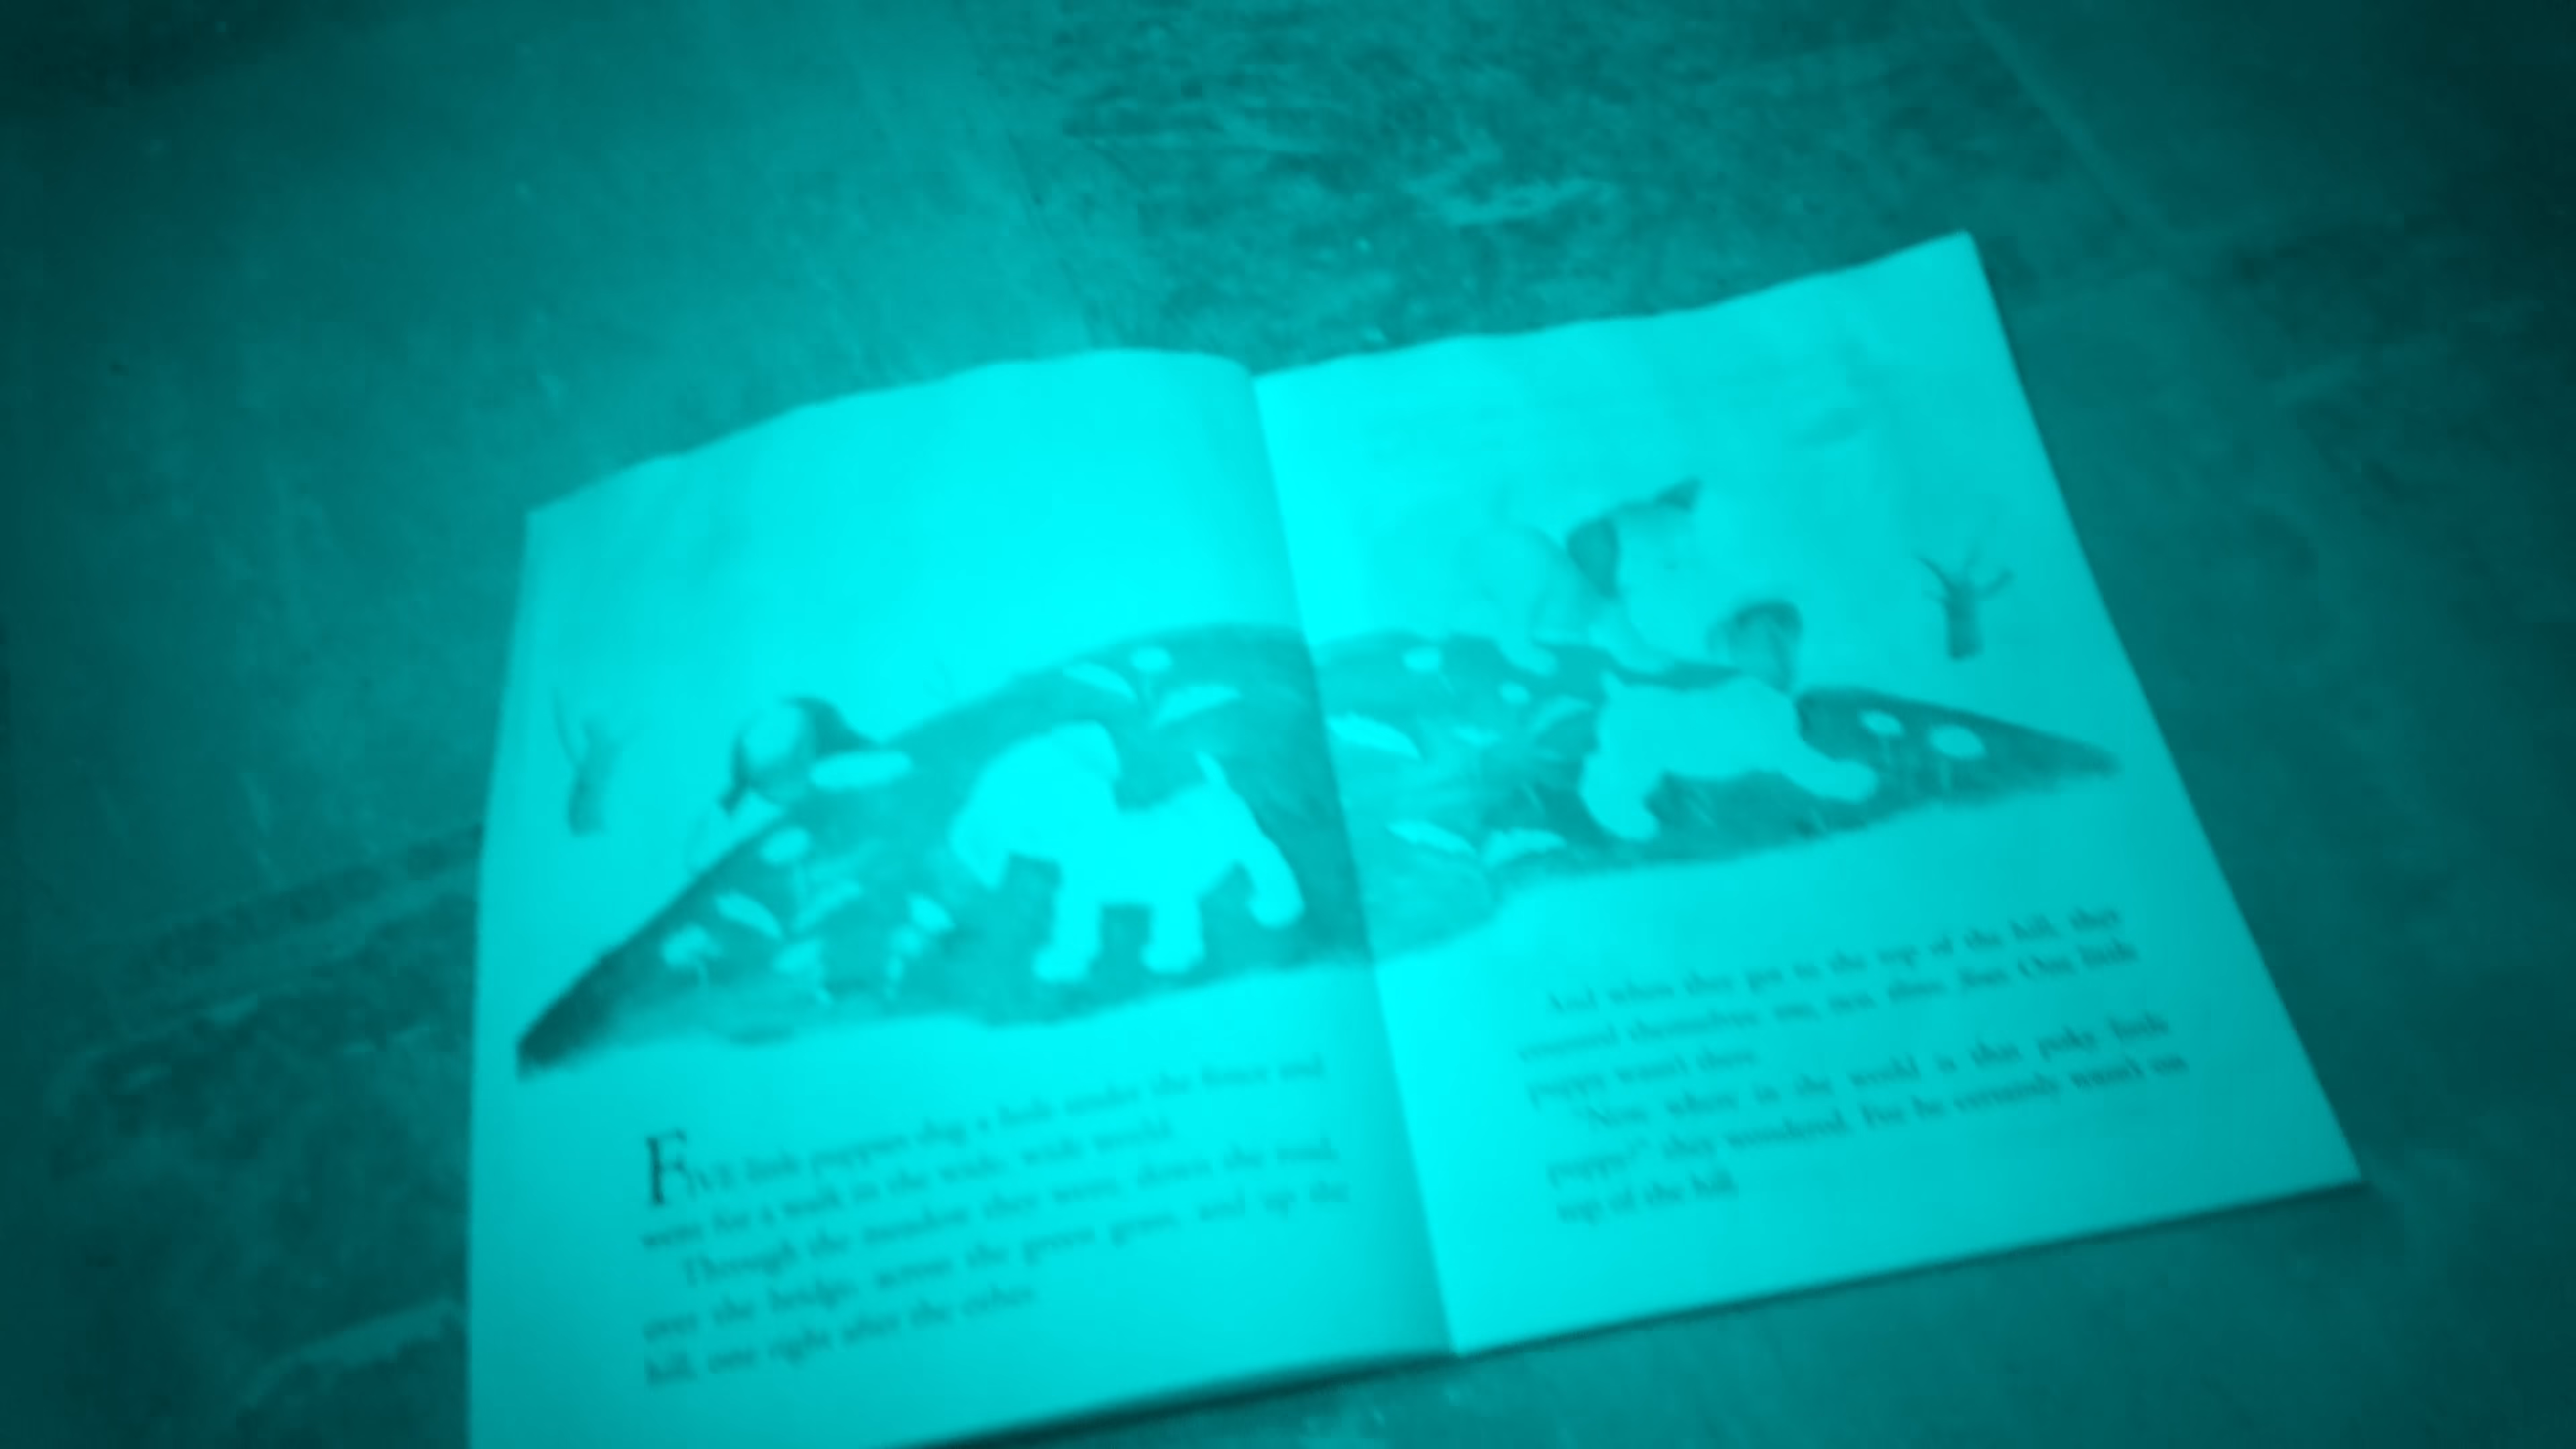 FIVE little puppies dug a hole under the fence and
went for a walk in the wide, wide world.
Through the meadow they went, down the road,
over the bridge, across the green grass, and up the
hill, one right after the other.
And when they got to the top of the hill, they
counted themselves: one, two, three, four. One little
puppy wasn't there.
"Now where in the world is that poky little
puppy?" they wondered. For he certainly wasn't on
top of the hill.